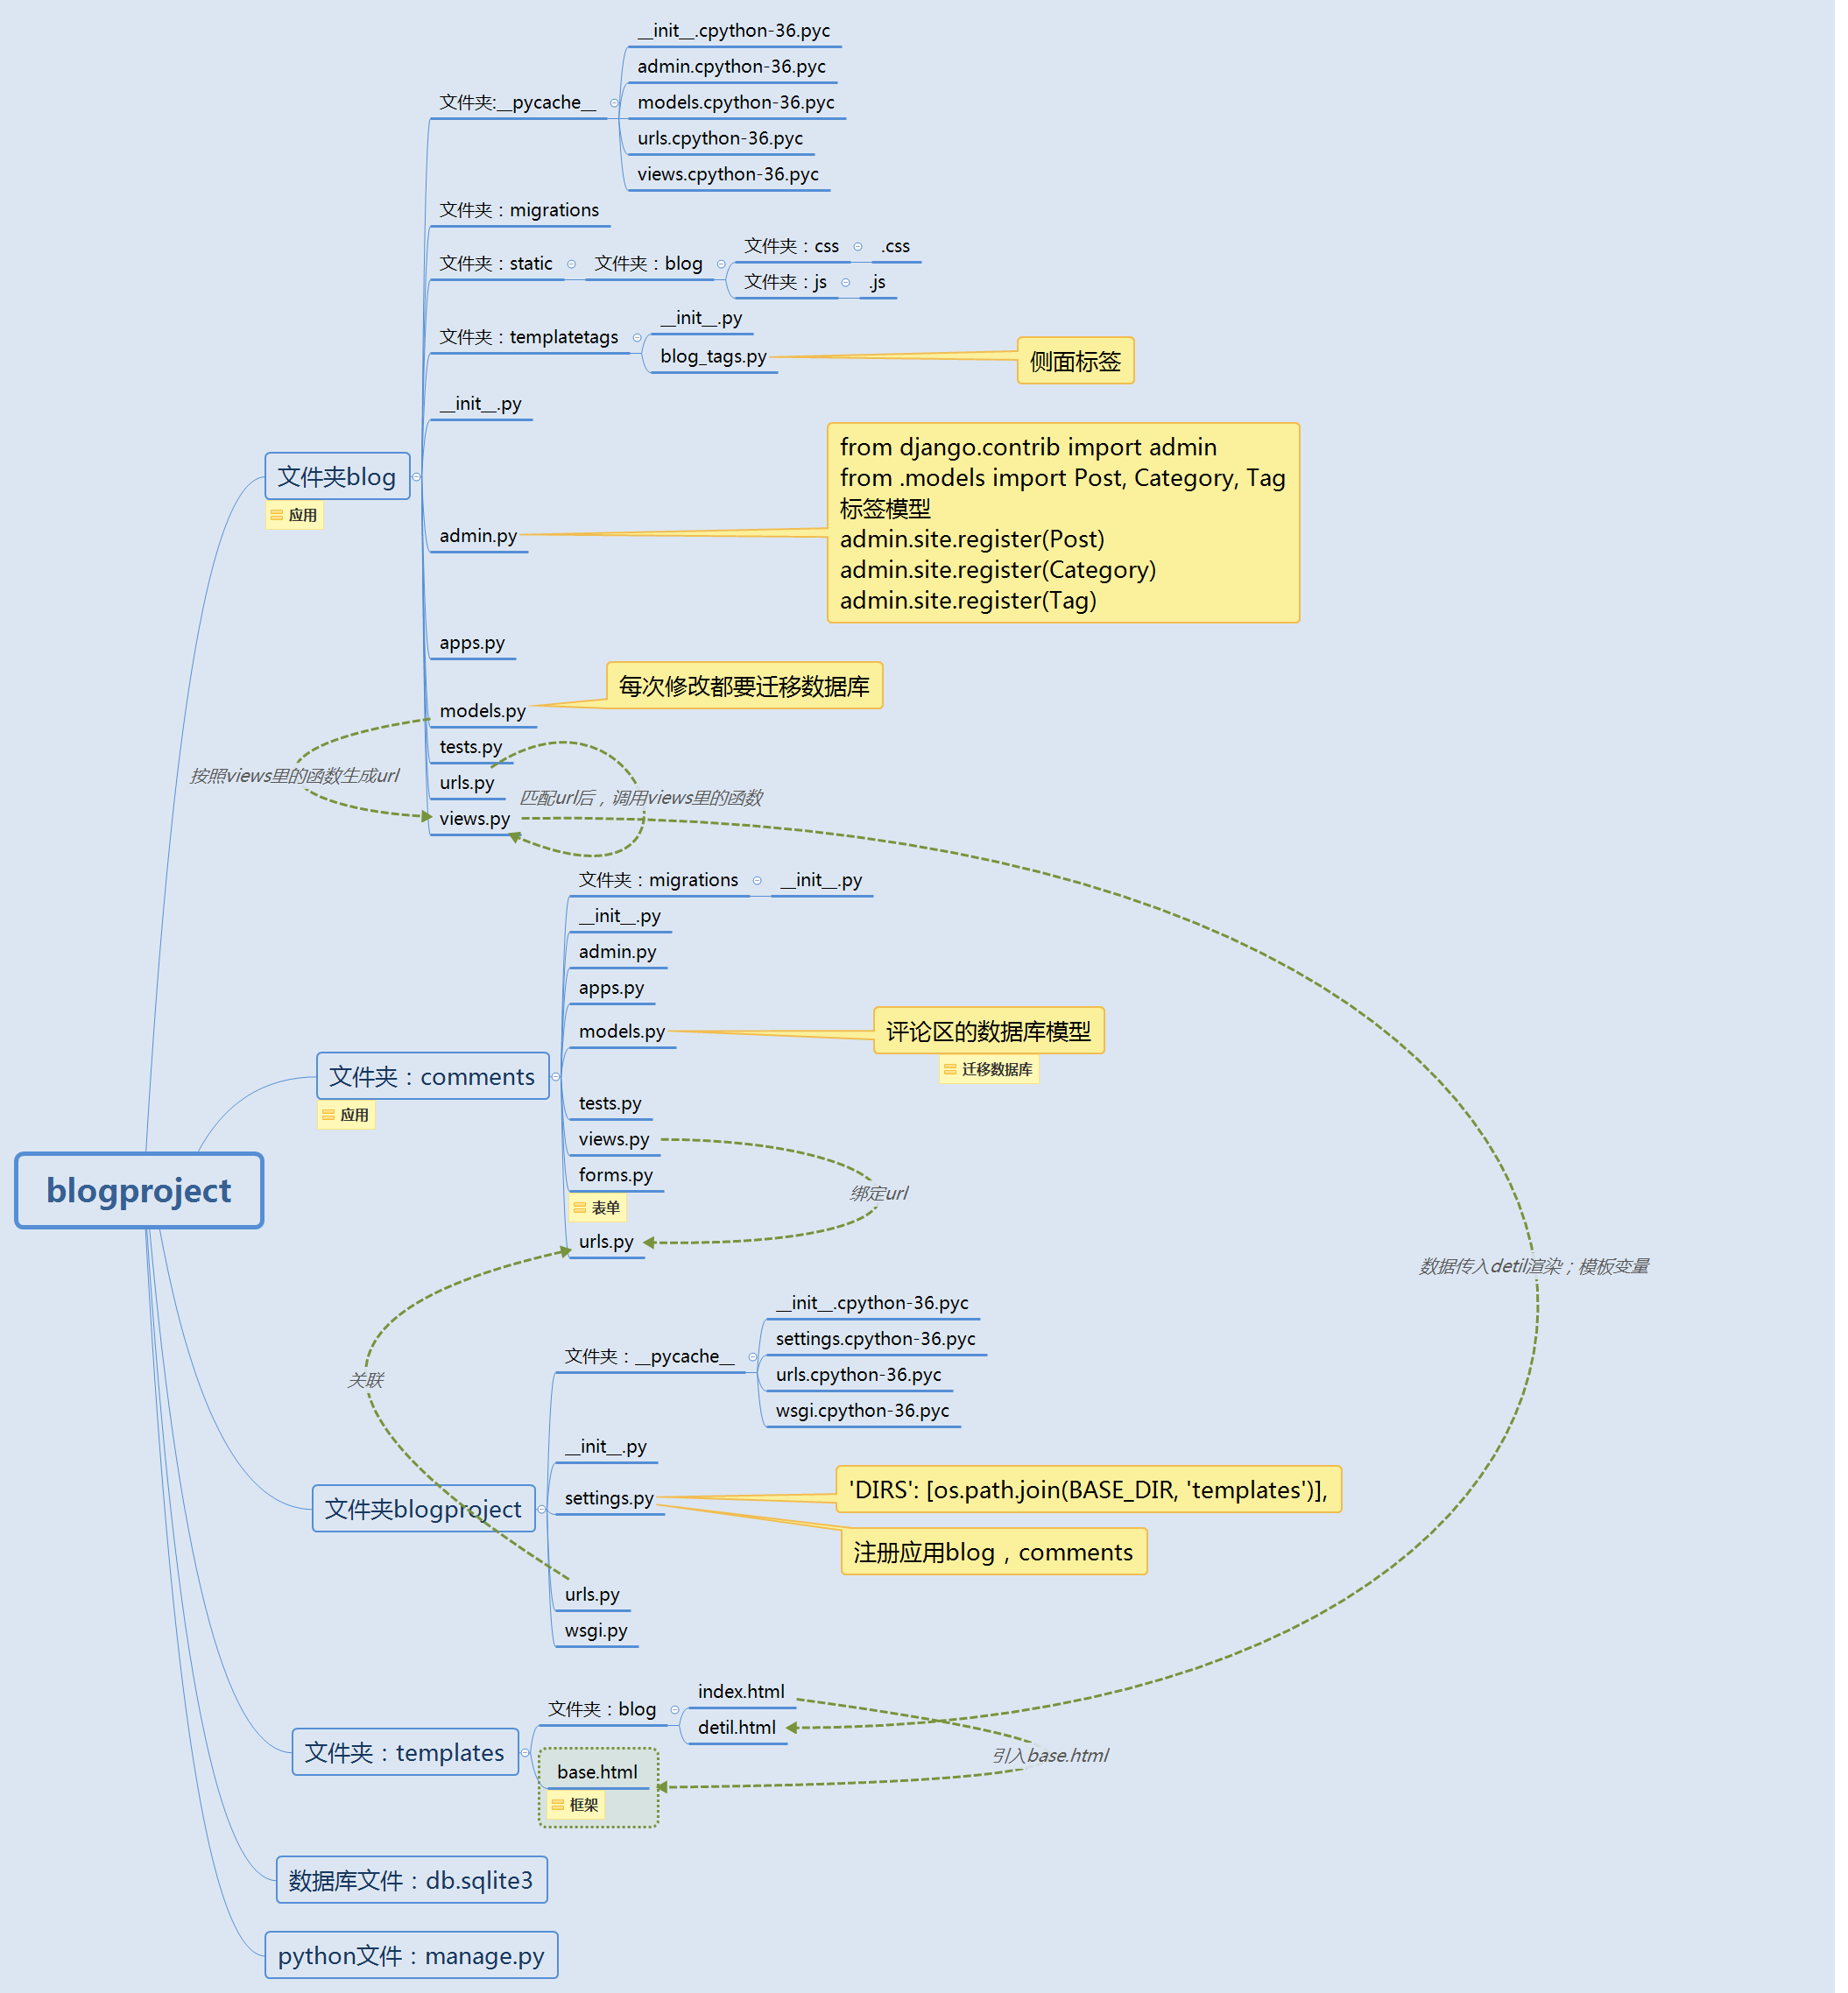 __init__.cpython-36.pyc
admin.cpython-36.pyc
文件夹:__pycache__
models.cpython-36.pyc
urls.cpython-36.pyc
views.cpython-36.pyc
文件夹：migrations
文件夹：static
文件夹：blog
文件夹：css
.css
文件夹：js
.js
文件夹：templatetags
__init__.py
blog_tags.py
侧面标签
__init__.py
文件夹blog
应用
admin.py
from django.contrib import admin
from .models import Post, Category, Tag
标签模型
admin.site.register(Post)
admin.site.register(Category)
admin.site.register(Tag)
apps.py
每次修改都要迁移数据库
models.py
tests.py
按照views里的函数生成url
urls.py
匹配url后，调用views里的函数
views.py
文件夹：migrations
__init__.py
__init__.py
admin.py
apps.py
models.py
评论区的数据库模型
迁移数据库
文件夹：comments
应用
tests.py
views.py
forms.py
表单
绑定url
urls.py
blogproject
数据传入detil渲染；模板变量
__init__.cpython-36.pyc
settings.cpython-36.pyc
文件夹：__pycache__
urls.cpython-36.pyc
wsgi.cpython-36.pyc
关联
__init__.py
文件夹blogproject
settings.py
'DIRS': [os.path.join(BASE_DIR, 'templates')],
注册应用blog，comments
urls.py
wsgi.py
文件夹：templates
文件夹：blog
index.html
detil.html
引入base.html
base.html
框架
数据库文件：db.sqlite3
python文件：manage.py